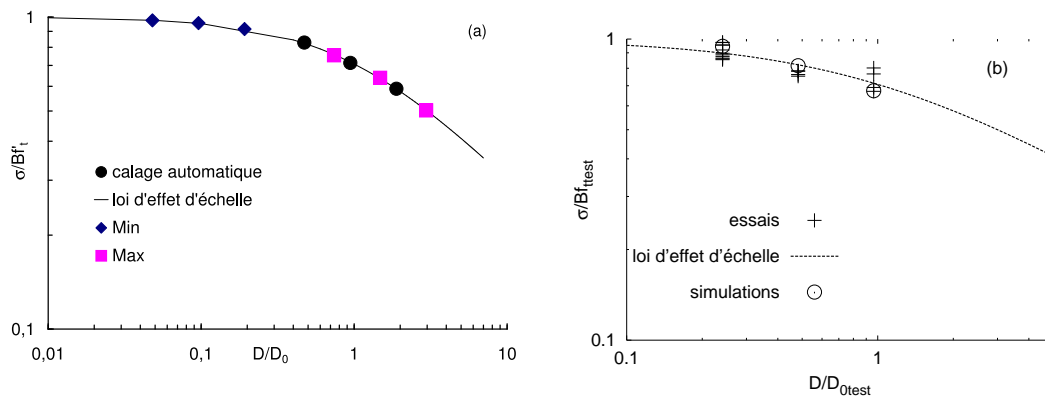 1
(a)
σ/Bf't
calage automatique
loi d'effet d'échelle
Min
Max
0,1
0,01
0,1
D/D0
1
10
1
(b)
σ/Bfttest
essais
loi d'effet d'échelle
simulations
0.1
0.1
1
D/D0test